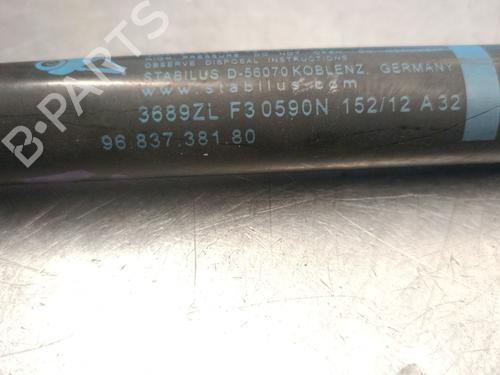 HIGH PRESSURE DO NOT OPEN
OBSERVE DISPOSAL INSTRUCTIONS
STABILUS D-56070 KOBLENZ, GERMANY
www.stabilus.com
3689ZL F3 0590N 152/12 A 32
96.837.381.80
B-PARTS